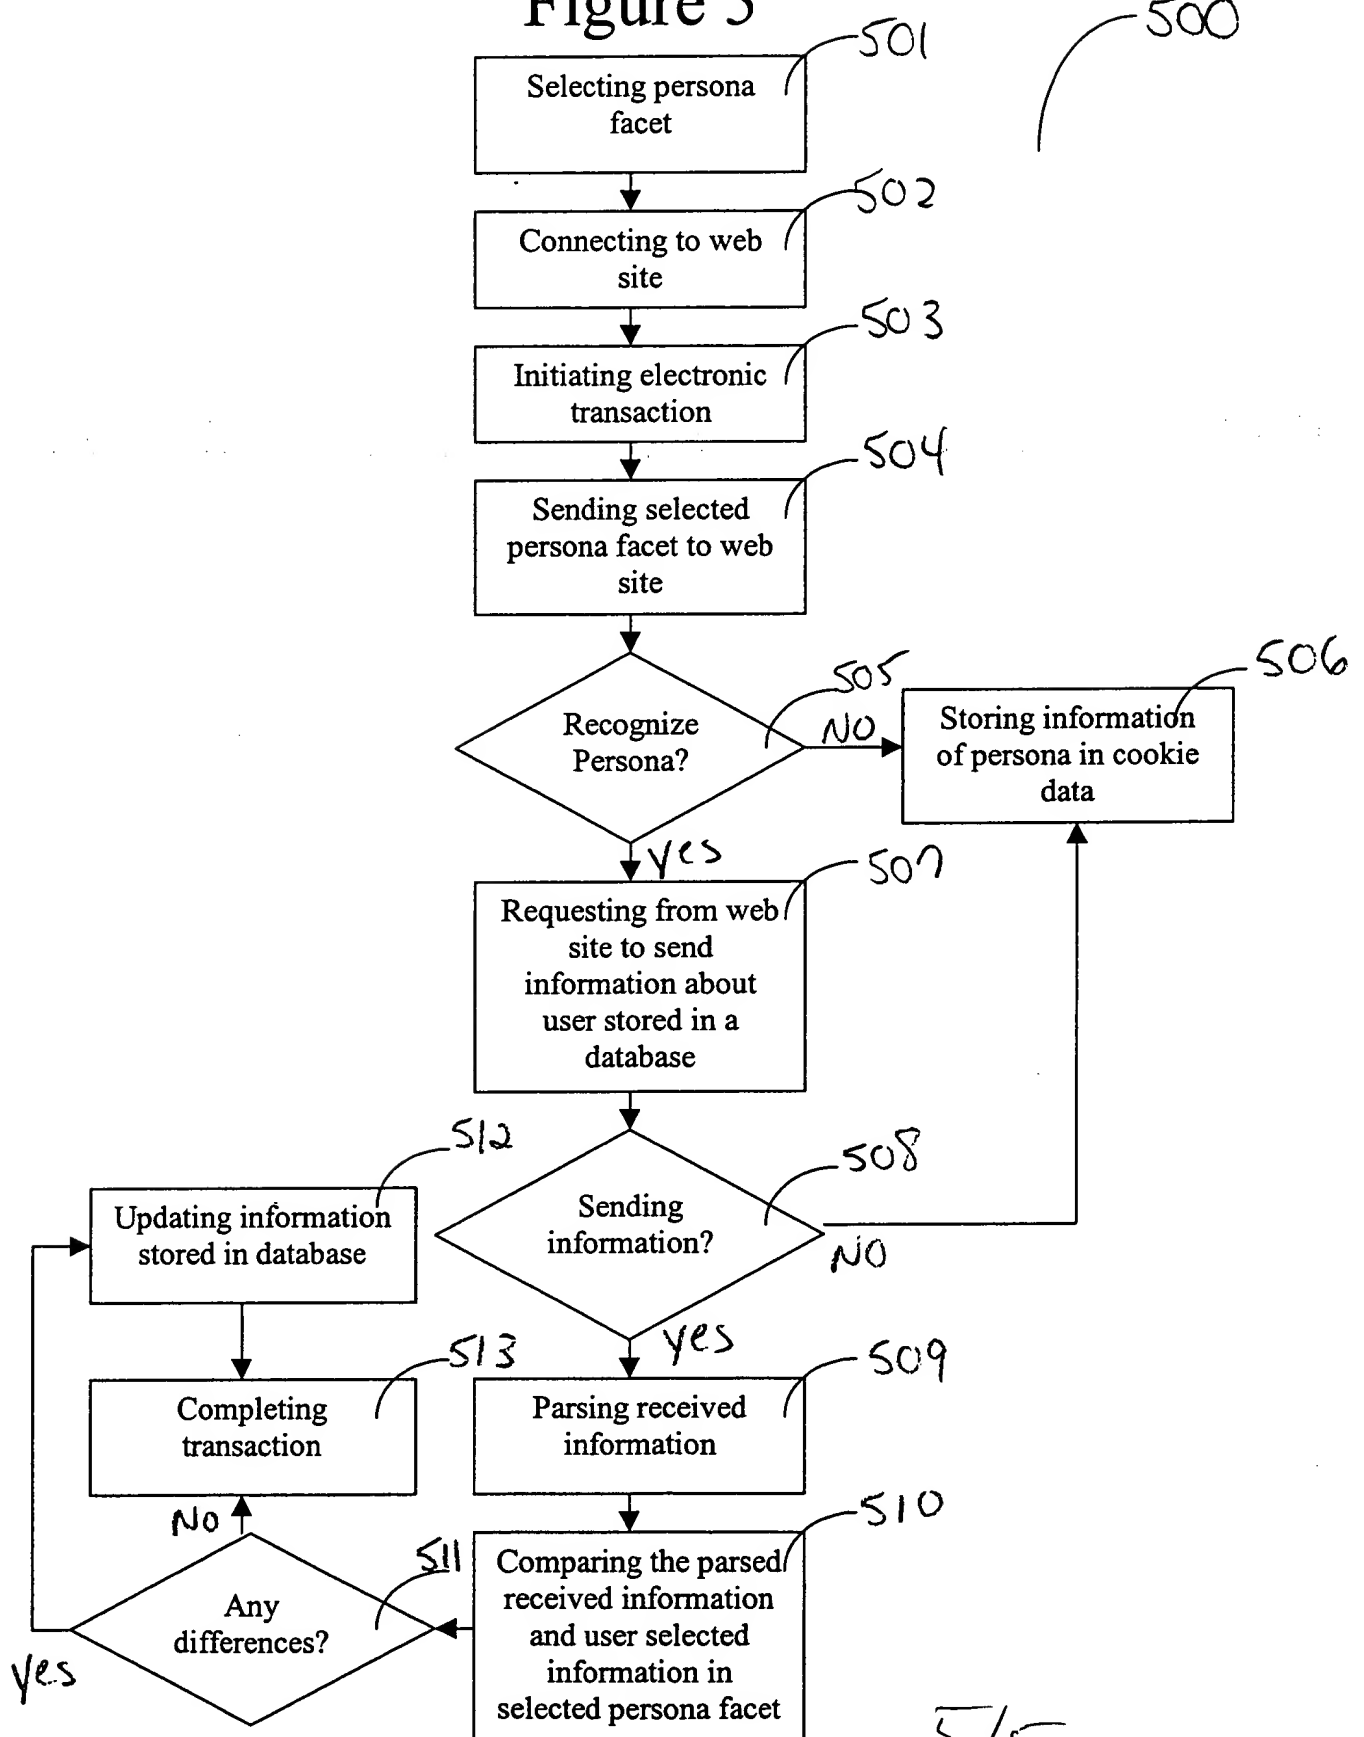 Figure 5
500
501
Selecting persona
facet
502
Connecting to web
site
503
Initiating electronic
transaction
504
Sending selected
persona facet to web
site
505
Recognize
Persona?
NO
506
Storing information
of persona in cookie
data
yes
507
Requesting from web
site to send
information about
user stored in a
database
508
Sending
information?
NO
yes
509
Parsing received
information
510
Comparing the parsed
received information
and user selected
information in
selected persona facet
511
Any
differences?
yes
No
512
Updating information
stored in database
513
Completing
transaction
5/5